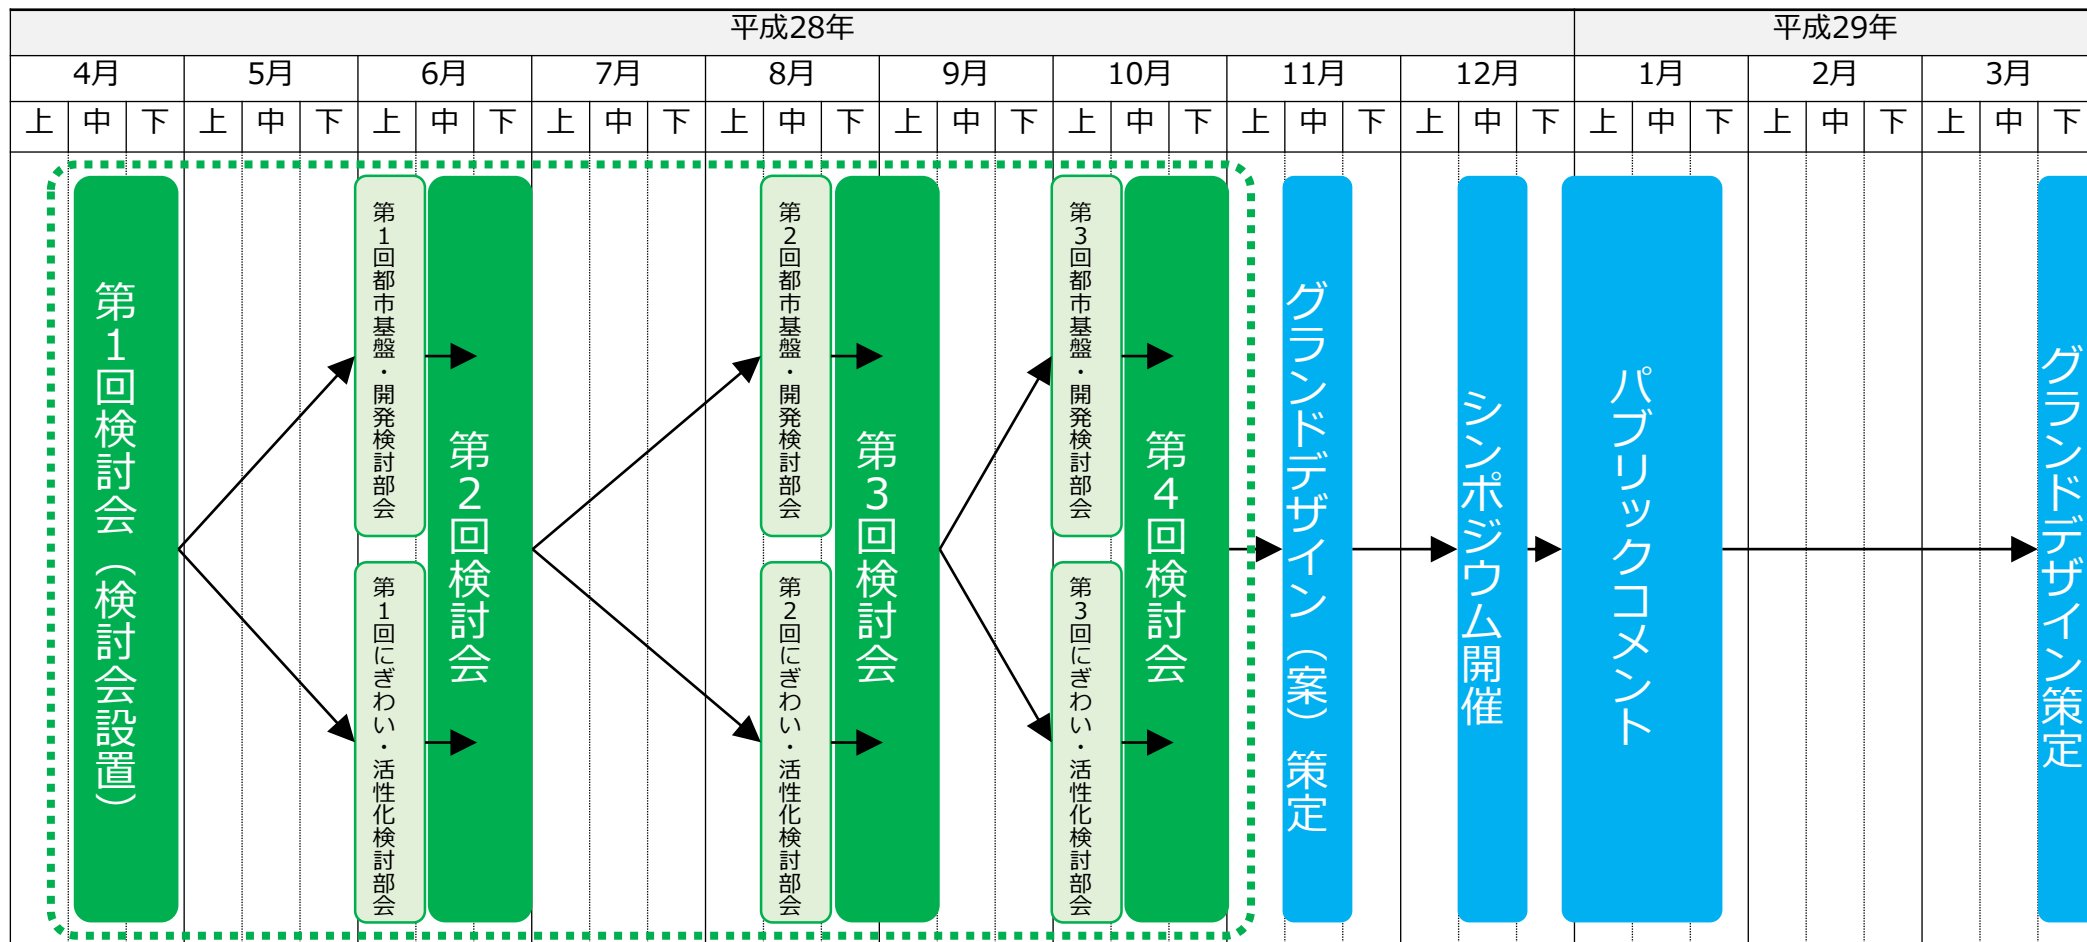 平成28年 平成29年
4月 5月 6月 7月 8月 9月 10月 11月 12月 1月 2月 3月
上 中 下 上 中 下 上 中 下 上 中 下 上 中 下 上 中 下 上 中 下 上 中 下 上 中 下 上 中 下 上 中 下 上 中 下
第1回検討会（検討会設置）
第1回都市基盤・開発検討部会
第1回にぎわい・活性化検討部会
第2回検討会
第2回都市基盤・開発検討部会
第2回にぎわい・活性化検討部会
第3回検討会
第3回都市基盤・開発検討部会
第3回にぎわい・活性化検討部会
第4回検討会
グランドデザイン（案）策定
シンポジウム開催
パブリックコメント
グランドデザイン策定